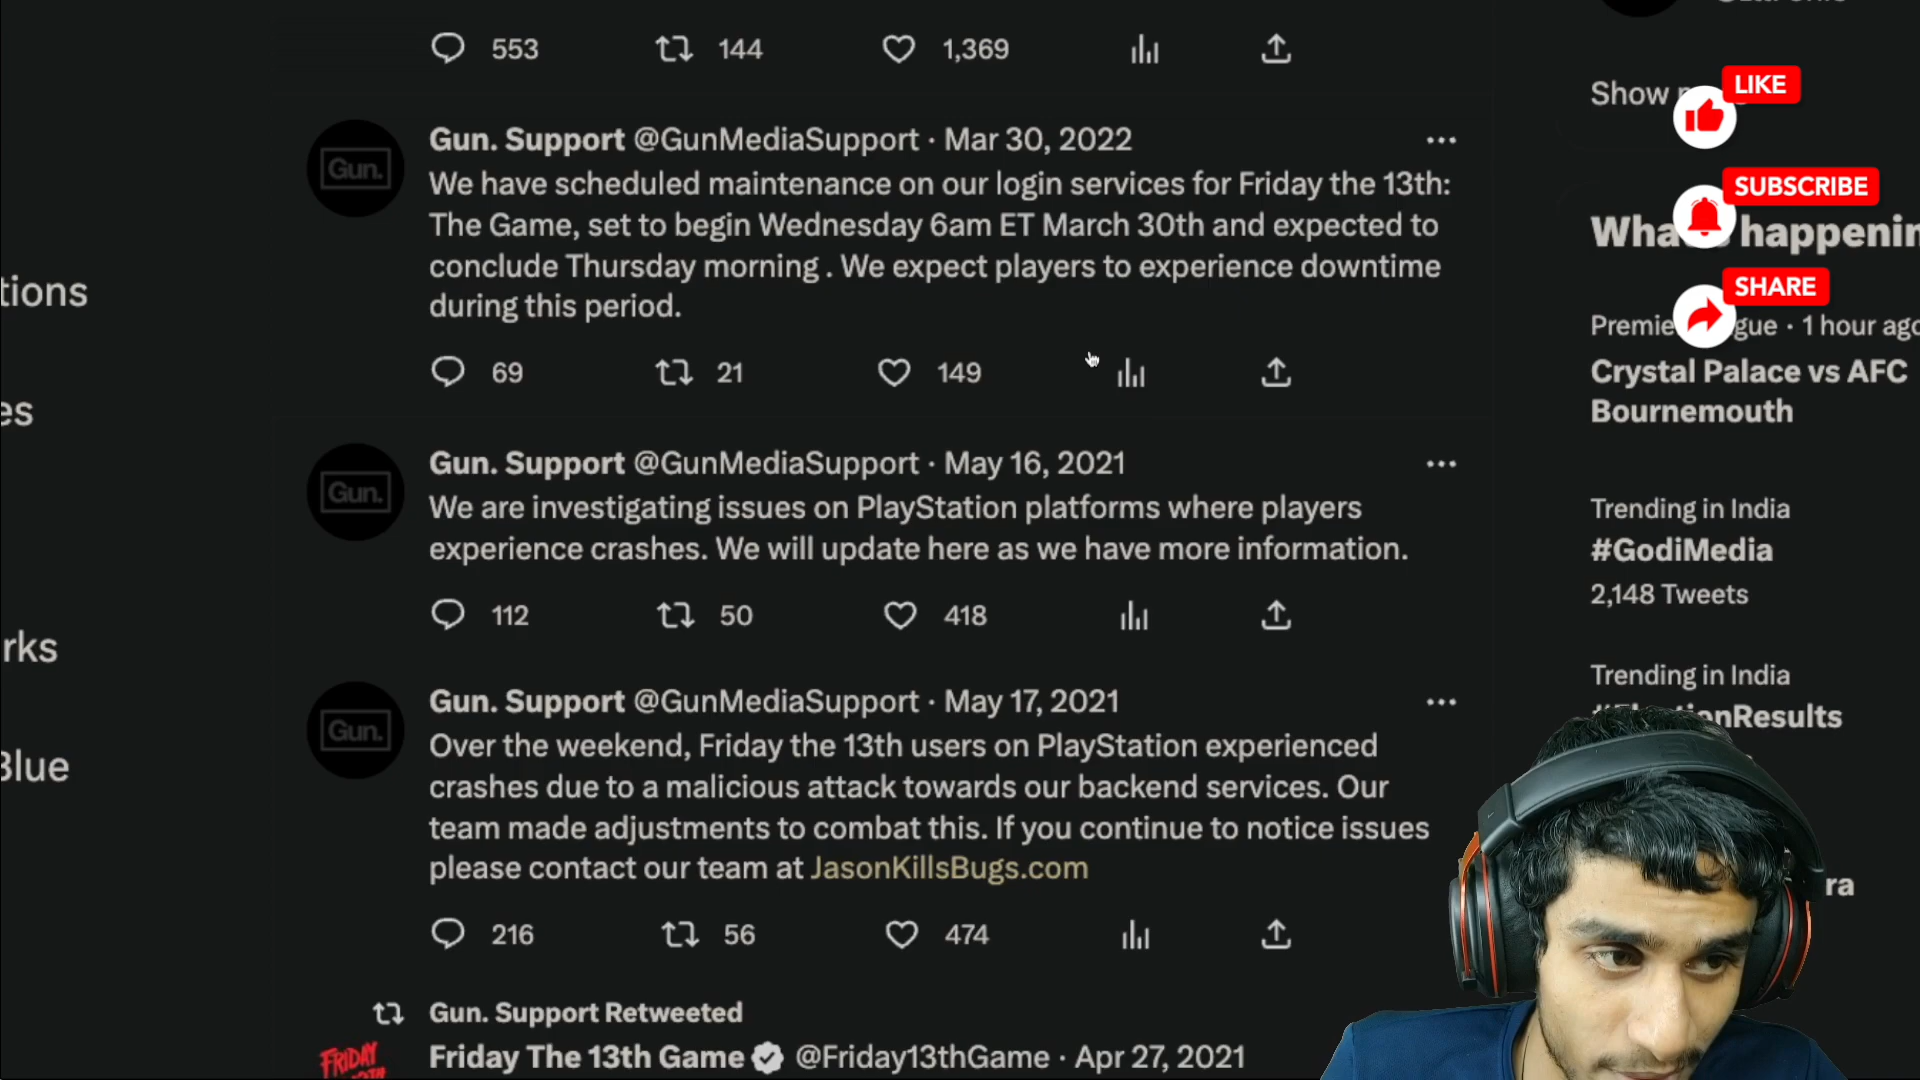 553 144 1,369
Show
LIKE
Gun. Support @GunMediaSupport · Mar 30, 2022
Gun.
We have scheduled maintenance on our login services for Friday the 13th:
The Game, set to begin Wednesday 6am ET March 30th and expected to
conclude Thursday morning . We expect players to experience downtime
during this period.
69 21 149
SUBSCRIBE
happenin
SHARE
1 hour ago
Crystal Palace vs AFC
Bournemouth
tions
es
Gun. Support @GunMediaSupport · May 16, 2021
Gun.
We are investigating issues on PlayStation platforms where players
experience crashes. We will update here as we have more information.
112 50 418
Trending in India
#GodiMedia
2,148 Tweets
rks
Blue
Gun. Support @GunMediaSupport · May 17, 2021
Gun.
Over the weekend, Friday the 13th users on PlayStation experienced
crashes due to a malicious attack towards our backend services. Our
team made adjustments to combat this. If you continue to notice issues
please contact our team at JasonKillsBugs.com
216 56 474
Trending in India
onResults
ra
Gun. Support Retweeted
FRIDAY
Friday The 13th Game @Friday13thGame · Apr 27, 2021